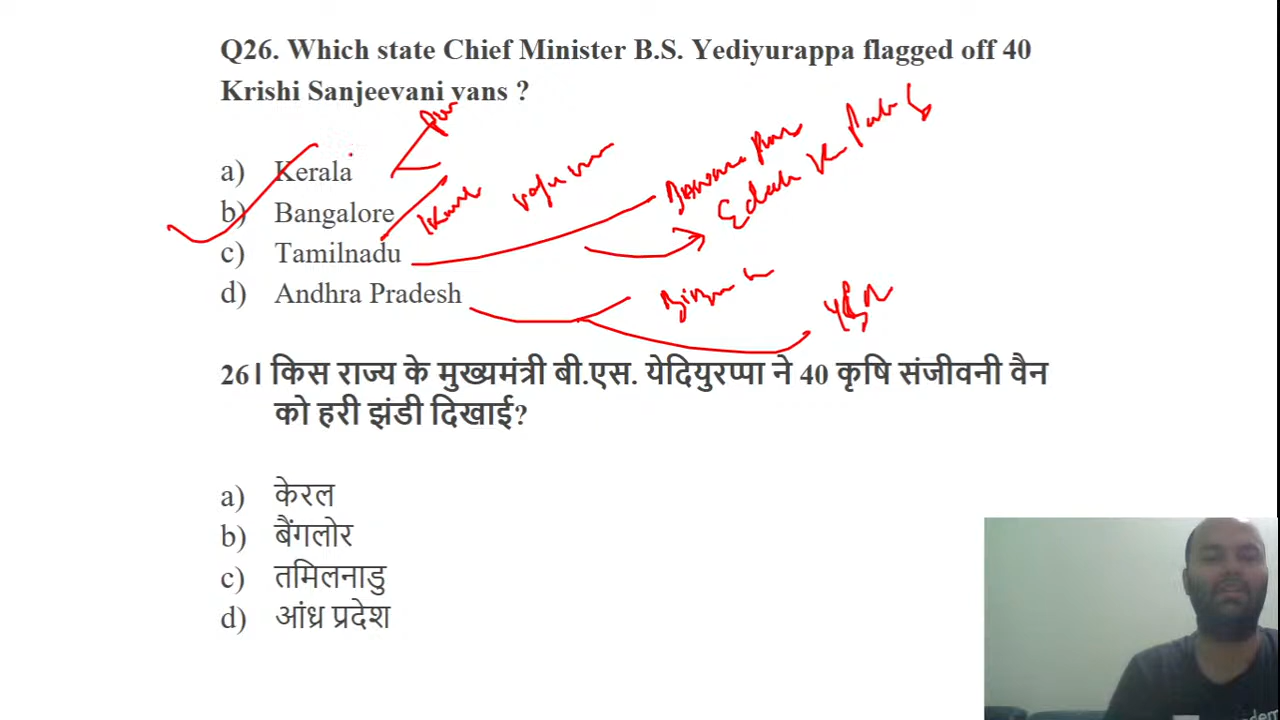 Q26. Which state Chief Minister B.S. Yediyurappa flagged off 40
Krishi Sanjeevani vans ?
a) Kerala
b) Bangalore
c) Tamilnadu
d) Andhra Pradesh
26। किस राज्य के मुख्यमंत्री बी.एस. येदियुरप्पा ने 40 कृषि संजीवनी वैन
को हरी झंडी दिखाई?
a) केरल
b) बैंगलोर
c) तमिलनाडु
d) आंध्र प्रदेश